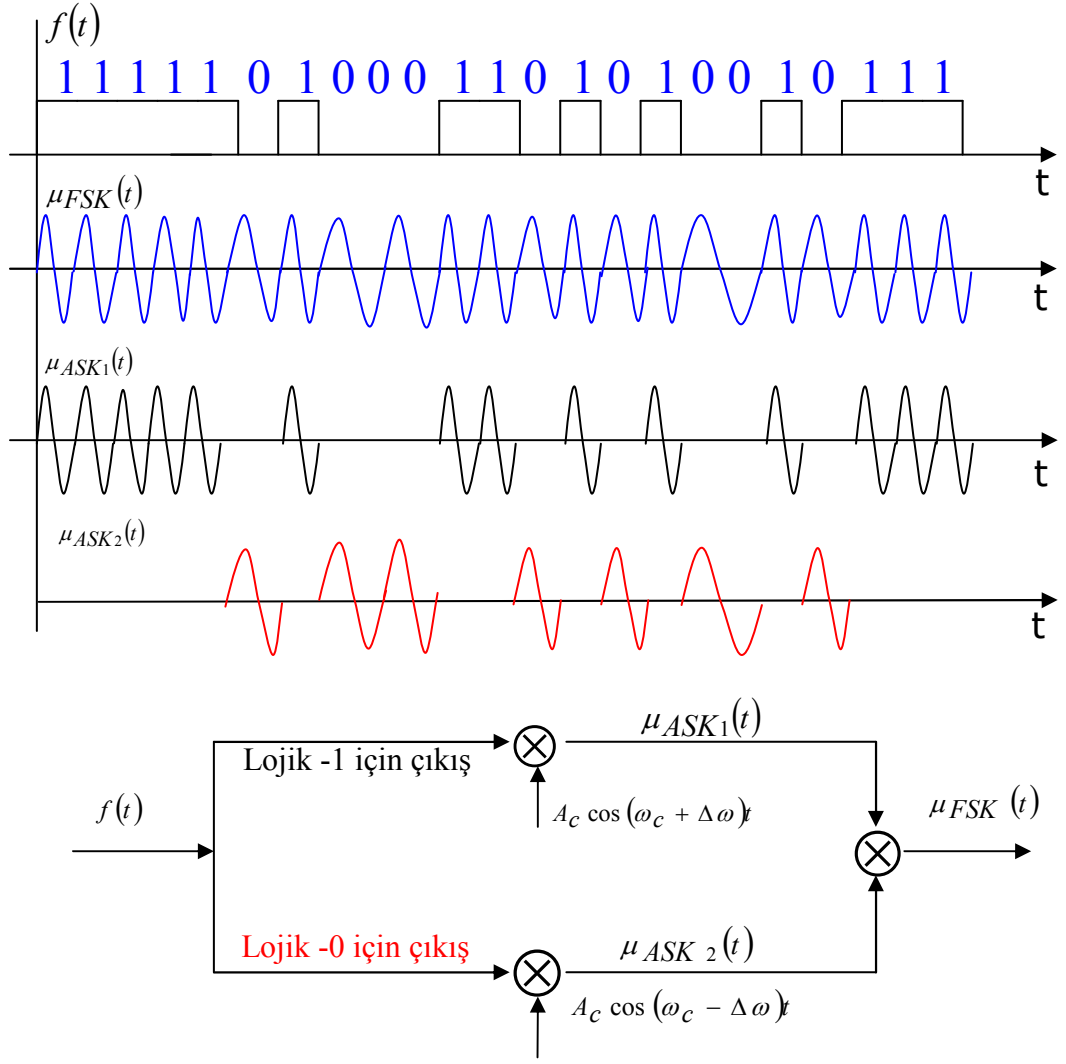 f(t)
1 1 1 1 1 0 1 0 0 0 1 1 0 1 0 1 0 0 1 0 1 1 1
t
μFSK(t)
t
μASK1(t)
t
μASK2(t)
t
μASK1(t)
Lojik -1 için çıkış
f(t)
Ac cos(ωc + Δω)t
μFSK (t)
Lojik -0 için çıkış
μASK 2(t)
Ac cos(ωc − Δω)t